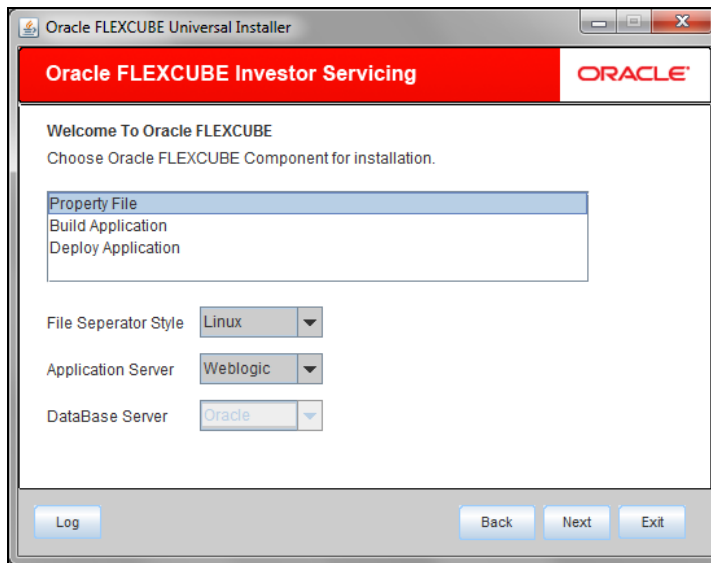 Oracle FLEXCUBE Universal Installer
Oracle FLEXCUBE Investor Servicing
ORACLE
Welcome To Oracle FLEXCUBE
Choose Oracle FLEXCUBE Component for installation.
Property File
Build Application
Deploy Application
File Seperator Style Linux
Application Server Weblogic
DataBase Server Oracle
Log Back Next Exit